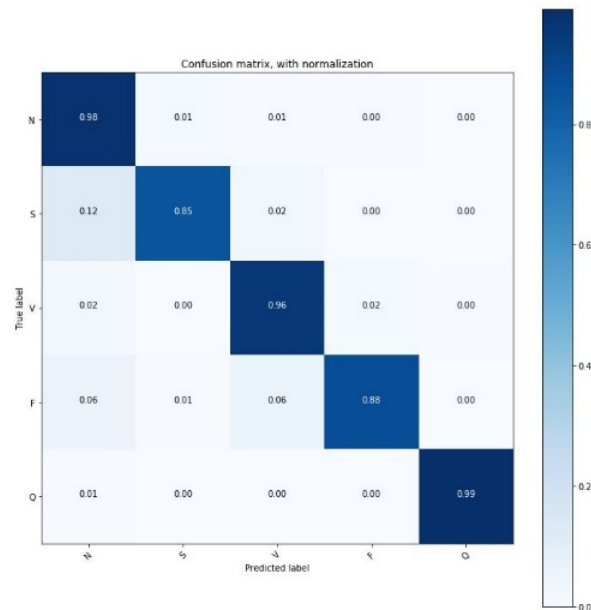 Confusion matrix, with normalization
N 0.98 0.01 0.01 0.00 0.00
S 0.12 0.85 0.02 0.00 0.00
V 0.02 0.00 0.96 0.02 0.00
F 0.06 0.01 0.06 0.88 0.00
Q 0.01 0.00 0.00 0.00 0.99
True label
N S V F Q
Predicted label
0.8
0.6
0.4
0.2
0.0